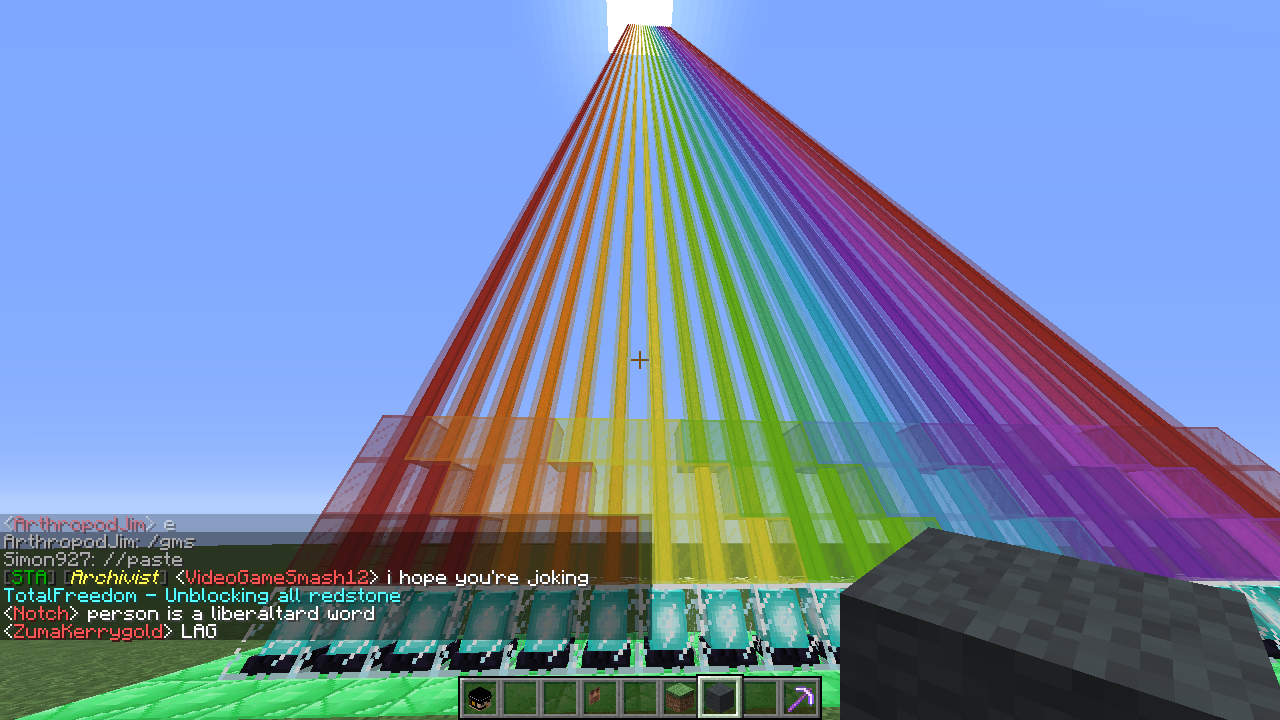 <ArthropodJim> e
ArthropodJim: /gms
Simon927: //paste
[STA] [Archivist] <VideoGameSmash12> i hope you're joking
TotalFreedom - Unblocking all redstone
<Notch> person is a liberaltard word
<ZumaKerrygold> LAG